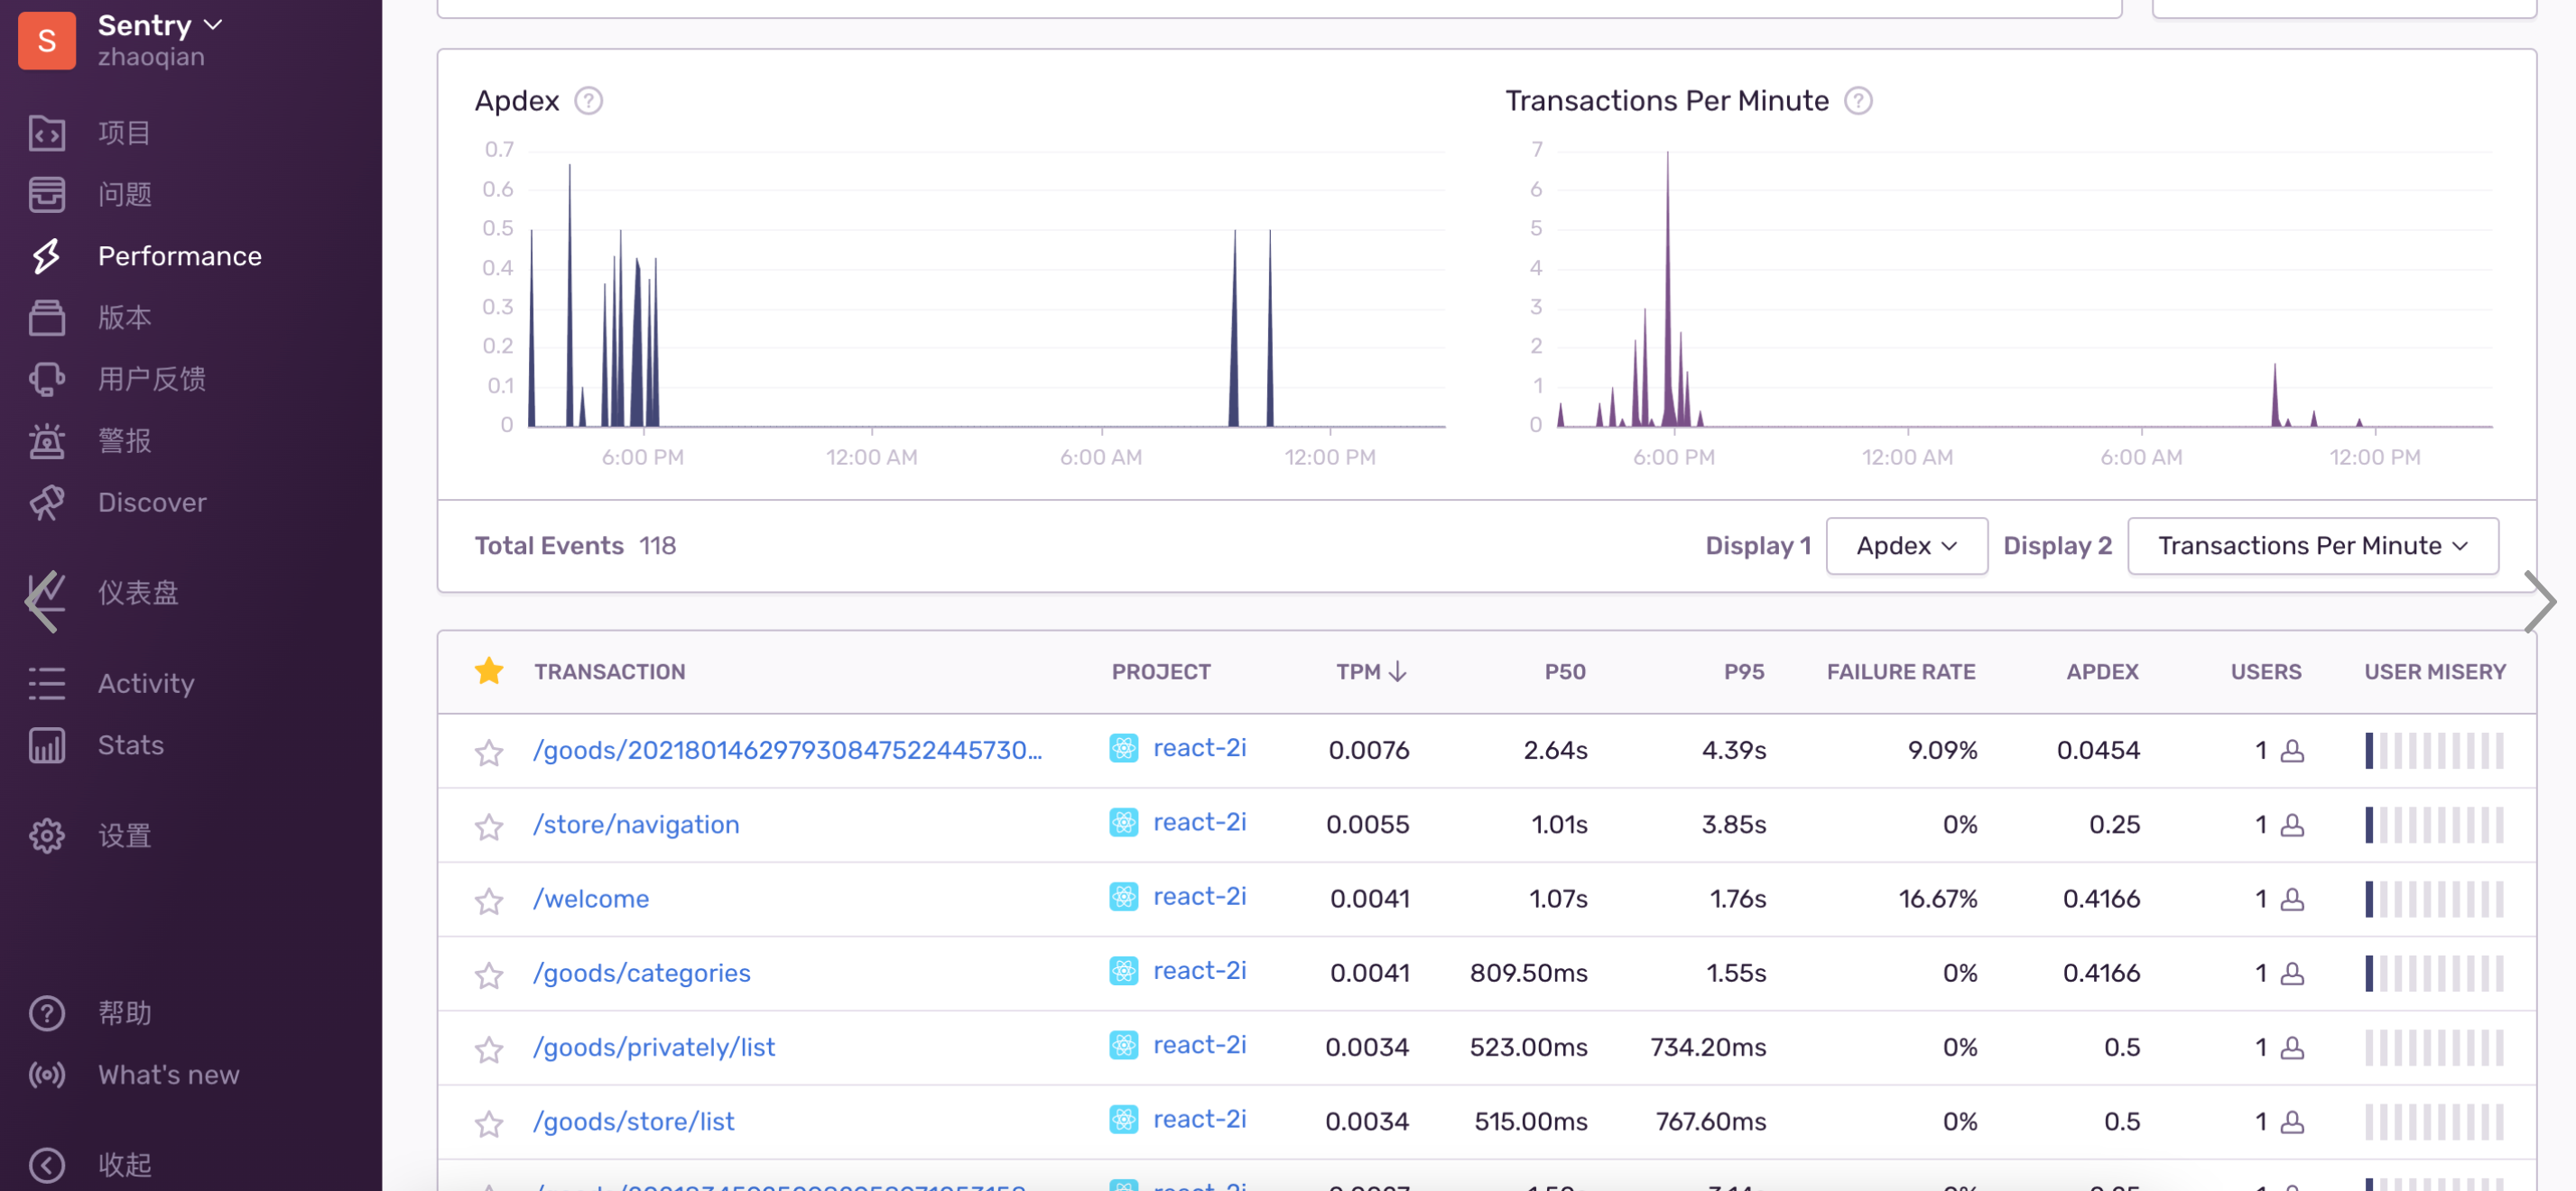 S
Sentry
zhaoqian
项目
问题
Performance
版本
用户反馈
警报
Discover
仪表盘
Activity
Stats
设置
帮助
What's new
收起
Apdex ?
0.7
0.6
0.5
0.4
0.3
0.2
0.1
0
6:00 PM 12:00 AM 6:00 AM 12:00 PM
Transactions Per Minute ?
7
6
5
4
3
2
1
0
6:00 PM 12:00 AM 6:00 AM 12:00 PM
Total Events 118 Display 1 Apdex Display 2 Transactions Per Minute
TRANSACTION PROJECT TPM P50 P95 FAILURE RATE APDEX USERS USER MISERY
/goods/202180146297930847522445730... react-2i 0.0076 2.64s 4.39s 9.09% 0.0454 1
/store/navigation react-2i 0.0055 1.01s 3.85s 0% 0.25 1
/welcome react-2i 0.0041 1.07s 1.76s 16.67% 0.4166 1
/goods/categories react-2i 0.0041 809.50ms 1.55s 0% 0.4166 1
/goods/privately/list react-2i 0.0034 523.00ms 734.20ms 0% 0.5 1
/goods/store/list react-2i 0.0034 515.00ms 767.60ms 0% 0.5 1